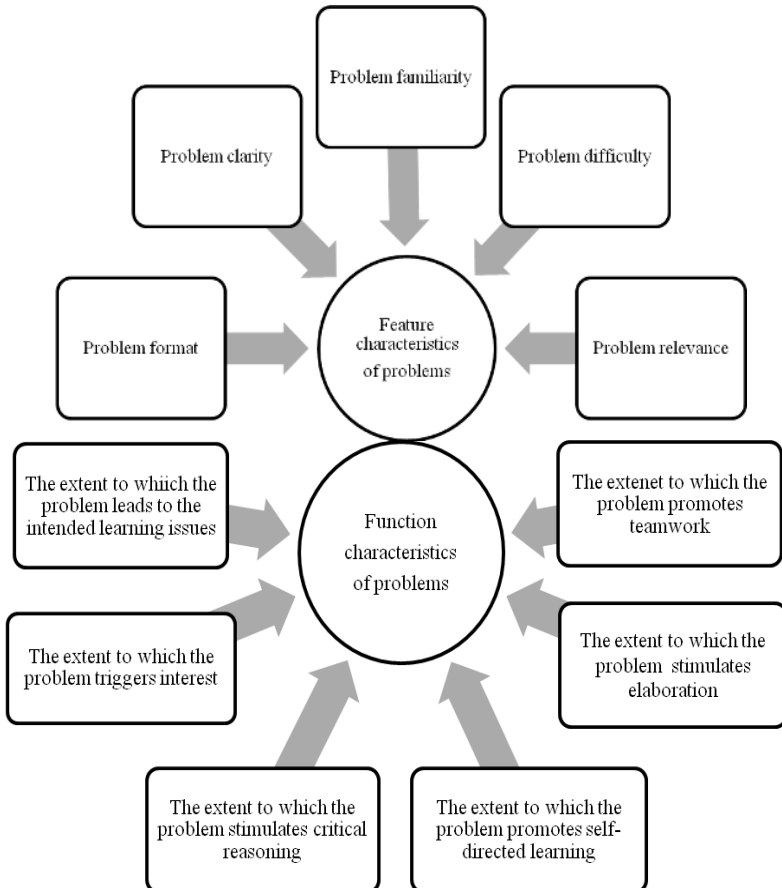 Problem familiarity
Problem clarity
Problem difficulty
Problem format
Feature
characteristics
of problems
Problem relevance
The extent to whiich the
problem leads to the
intended learning issues
Function
characteristics
of problems
The extenet to which the
problem promotes
teamwork
The extent to which the
problem triggers interest
The extent to which the
problem stimulates
elaboration
The extent to which the
problem stimulates critical
reasoning
The extent to which the
problem promotes self-
directed learning